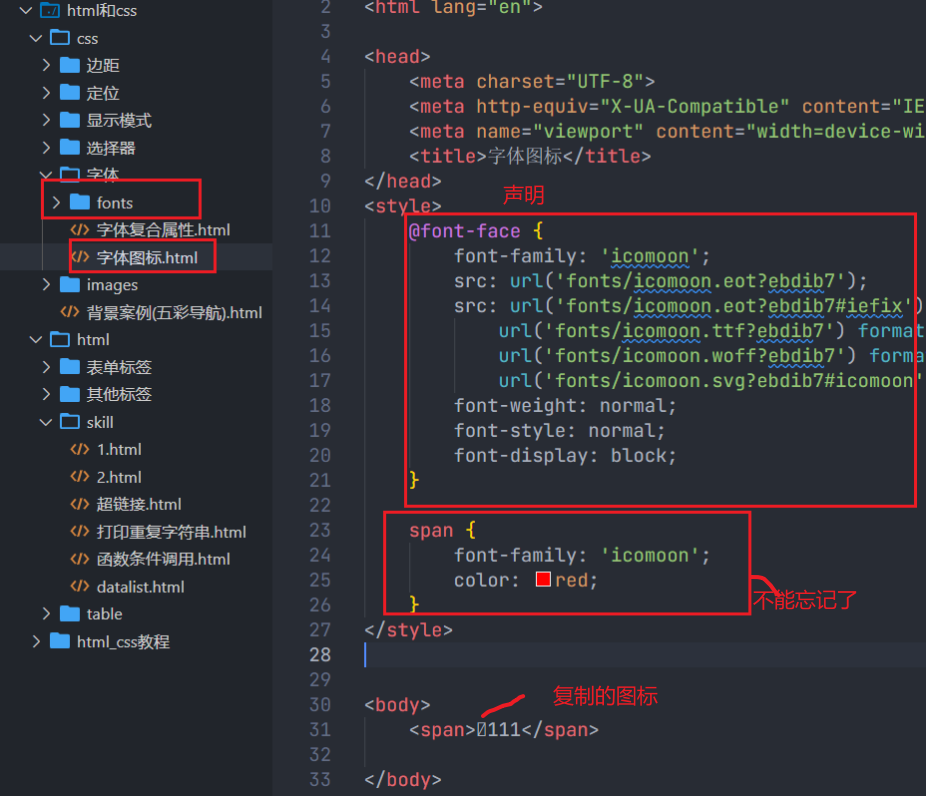 html和css
css
边距
定位
显示模式
选择器
字体
fonts
字体复合属性.html
字体图标.html
images
背景案例(五彩导航).html
html
表单标签
其他标签
skill
1.html
2.html
超链接.html
打印重复字符串.html
函数条件调用.html
datalist.html
table
html_css教程
2 <html lang="en">
3
4 <head>
5 <meta charset="UTF-8">
6 <meta http-equiv="X-UA-Compatible" content="IE
7 <meta name="viewport" content="width=device-wi
8 <title>字体图标</title>
9 </head>
声明
10 <style>
11 @font-face {
12 font-family: 'icomoon';
13 src: url('fonts/icomoon.eot?ebdib7');
14 src: url('fonts/icomoon.eot?ebdib7#iefix')
15 url('fonts/icomoon.ttf?ebdib7') format
16 url('fonts/icomoon.woff?ebdib7') forma
17 url('fonts/icomoon.svg?ebdib7#icomoon'
18 font-weight: normal;
19 font-style: normal;
20 font-display: block;
21 }
22
23 span {
24 font-family: 'icomoon';
25 color: red;
26 }
不能忘记了
27 </style>
28
29
30 <body>
复制的图标
31 <span>111</span>
32
33 </body>